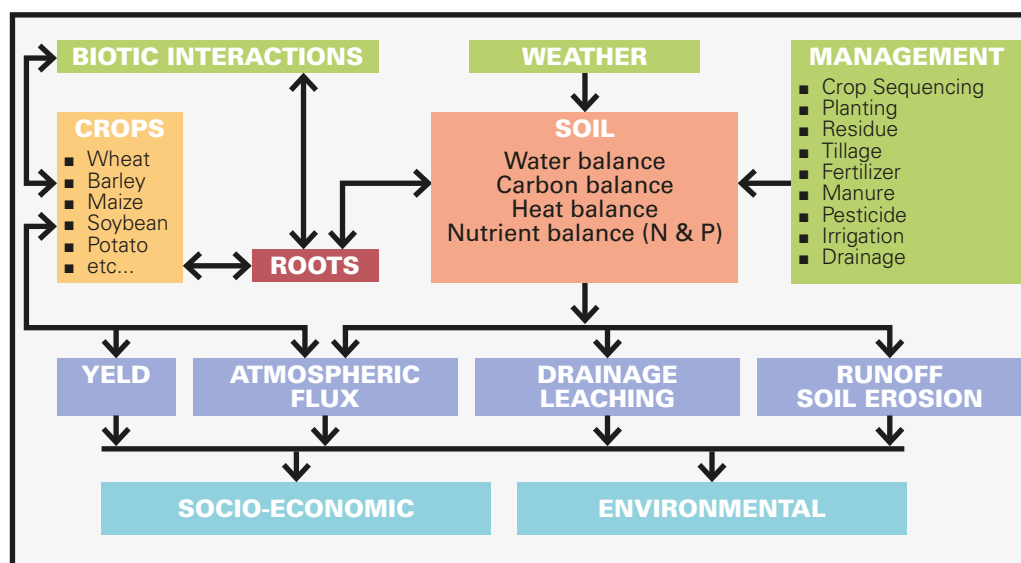 BIOTIC INTERACTIONS
WEATHER
MANAGEMENT
▪ Crop Sequencing
▪ Planting
▪ Residue
▪ Tillage
▪ Fertilizer
▪ Manure
▪ Pesticide
▪ Irrigation
▪ Drainage
CROPS
▪ Wheat
▪ Barley
▪ Maize
▪ Soybean
▪ Potato
▪ etc...
SOIL
Water balance
Carbon balance
Heat balance
Nutrient balance (N & P)
ROOTS
YELD
ATMOSPHERIC
FLUX
DRAINAGE
LEACHING
RUNOFF
SOIL EROSION
SOCIO-ECONOMIC
ENVIRONMENTAL